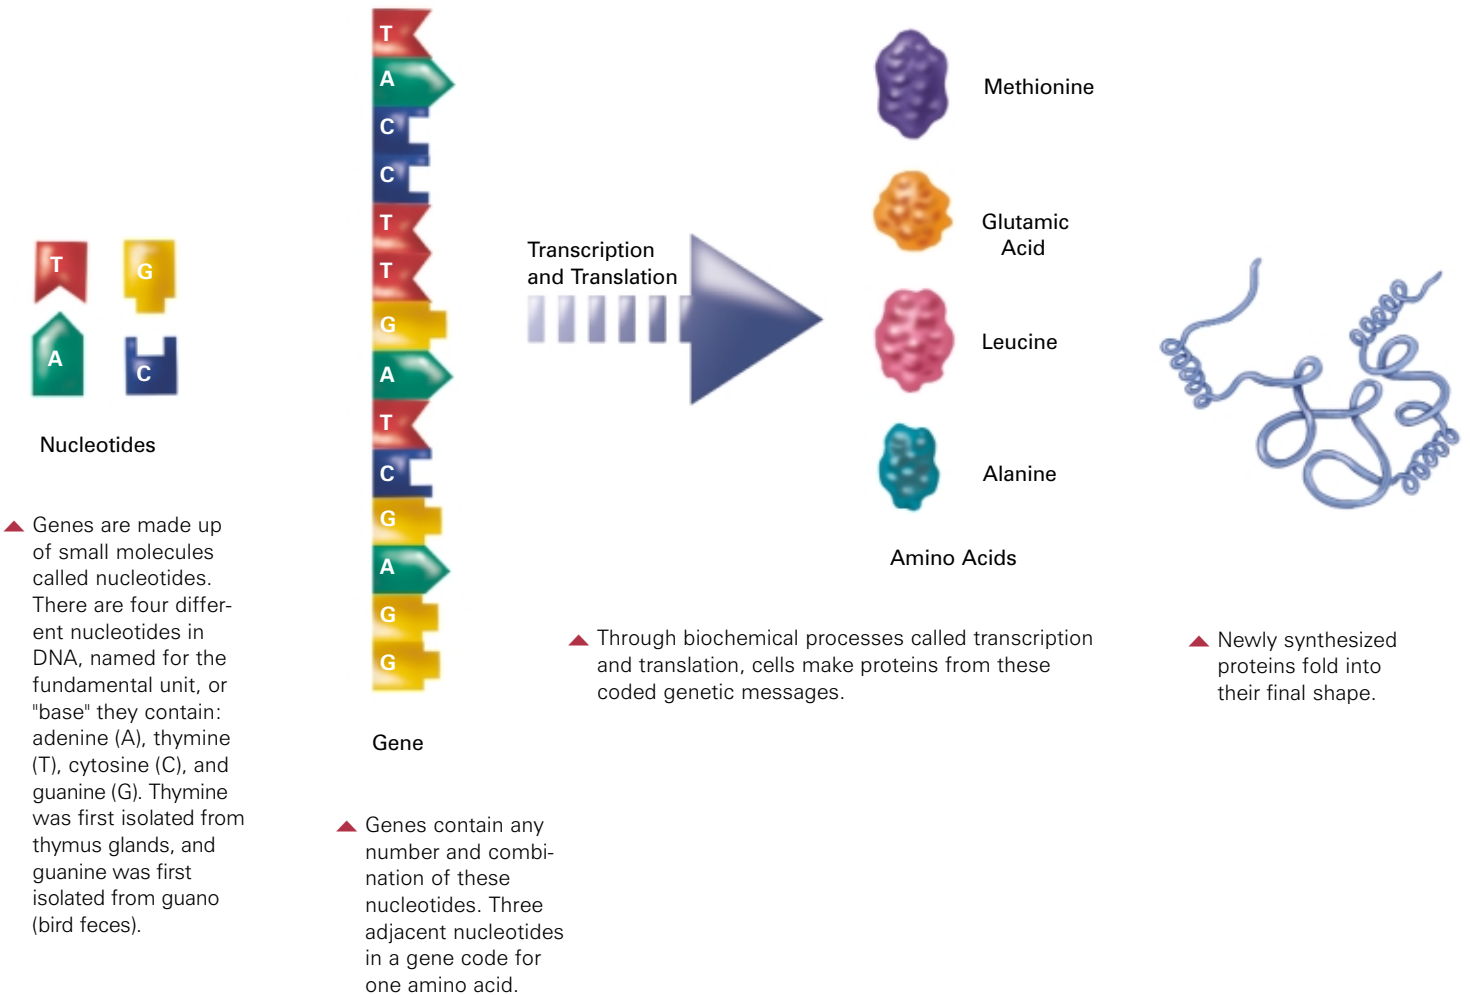 T
G
A
C
Nucleotides
Genes are made up
of small molecules
called nucleotides.
There are four differ-
ent nucleotides in
DNA, named for the
fundamental unit, or
"base" they contain:
adenine (A), thymine
(T), cytosine (C), and
guanine (G). Thymine
was first isolated from
thymus glands, and
guanine was first
isolated from guano
(bird feces).
T
A
C
C
T
T
G
A
T
C
G
A
G
G
Gene
Genes contain any
number and combi-
nation of these
nucleotides. Three
adjacent nucleotides
in a gene code for
one amino acid.
Transcription
and Translation
Methionine
Glutamic
Acid
Leucine
Alanine
Amino Acids
Through biochemical processes called transcription
and translation, cells make proteins from these
coded genetic messages.
Newly synthesized
proteins fold into
their final shape.